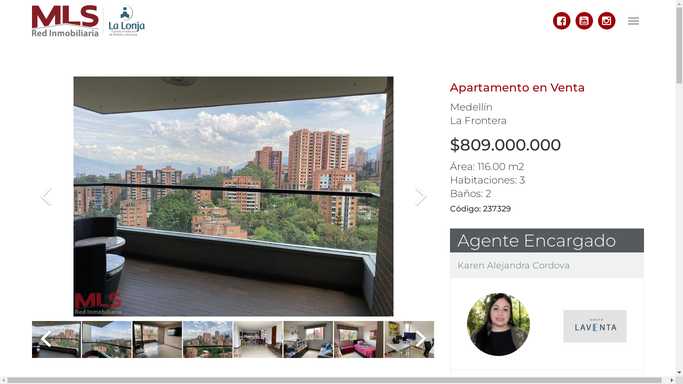 MLS
Red Inmobiliaria
La Lonja
Apartamento en Venta
Medellín
La Frontera
$809.000.000
Área: 116.00 m2
Habitaciones: 3
Baños: 2
Código: 237329
Agente Encargado
Karen Alejandra Cordova
LAVENTA
MLS
Red Inmobiliaria